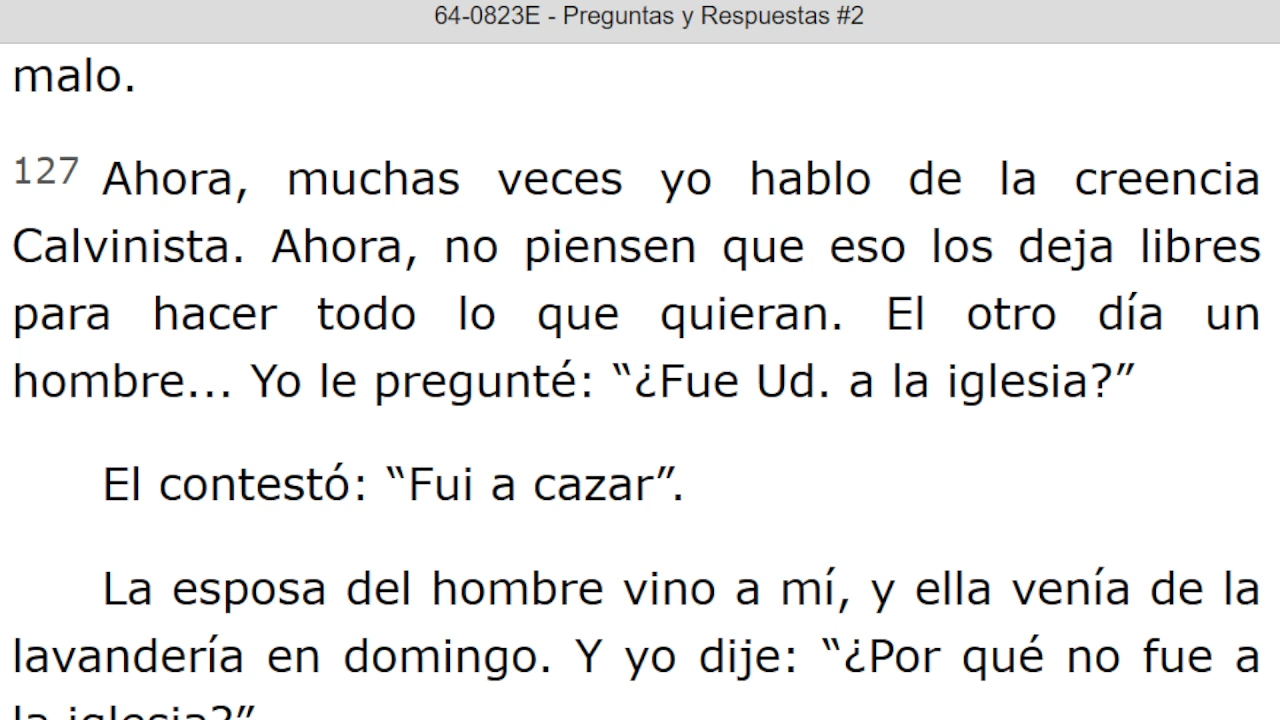 64-0823E - Preguntas y Respuestas #2
malo.
127 Ahora, muchas veces yo hablo de la creencia
Calvinista. Ahora, no piensen que eso los deja libres
para hacer todo lo que quieran. El otro día un
hombre... Yo le pregunté: “¿Fue Ud. a la iglesia?”
El contestó: “Fui a cazar”.
La esposa del hombre vino a mí, y ella venía de la
lavandería en domingo. Y yo dije: “¿Por qué no fue a
la iglesia?”